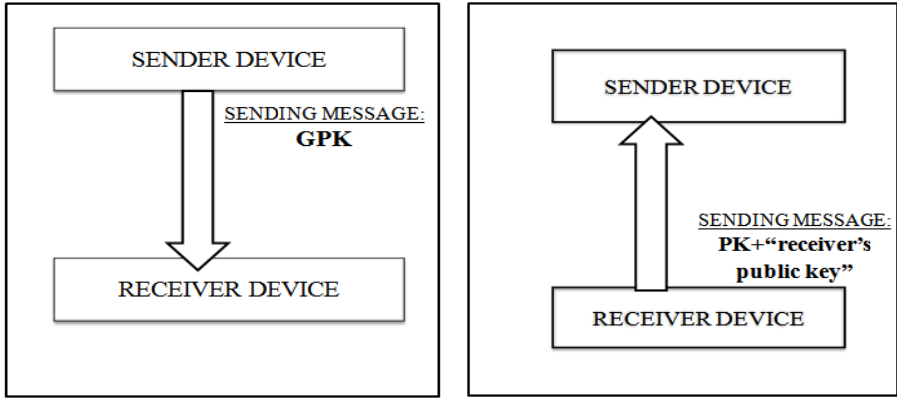 SENDER DEVICE
SENDING MESSAGE:
GPK
RECEIVER DEVICE
SENDER DEVICE
SENDING MESSAGE:
PK+“receiver’s
public key”
RECEIVER DEVICE